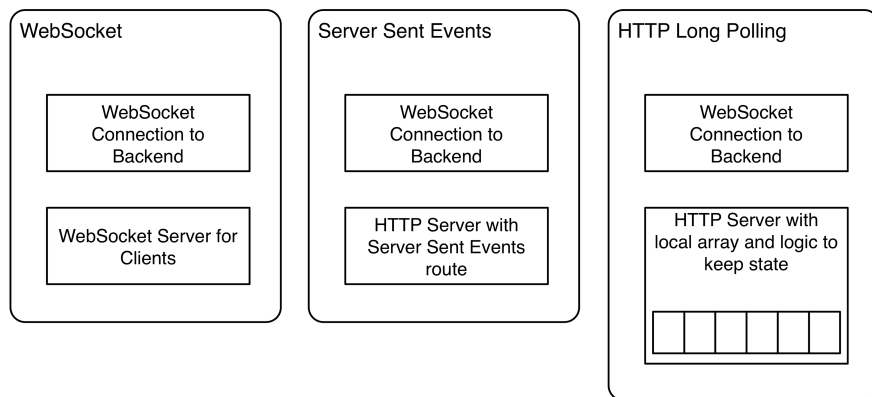 WebSocket
WebSocket
Connection to
Backend
WebSocket Server for
Clients
Server Sent Events
WebSocket
Connection to
Backend
HTTP Server with
Server Sent Events
route
HTTP Long Polling
WebSocket
Connection to
Backend
HTTP Server with
local array and logic to
keep state